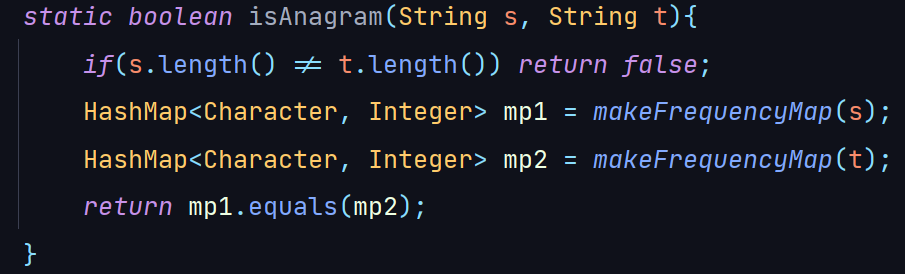 static boolean isAnagram(String s, String t){
if(s.length() != t.length()) return false;
HashMap<Character, Integer> mp1 = makeFrequencyMap(s);
HashMap<Character, Integer> mp2 = makeFrequencyMap(t);
return mp1.equals(mp2);
}